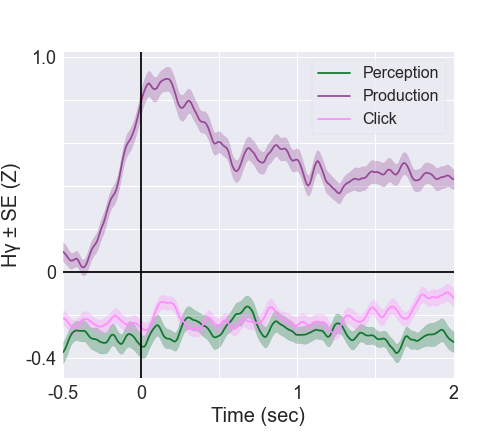 Perception
Production
Click
1.0
0
-0.4
Hγ ± SE (Z)
-0.5 0 1 2
Time (sec)